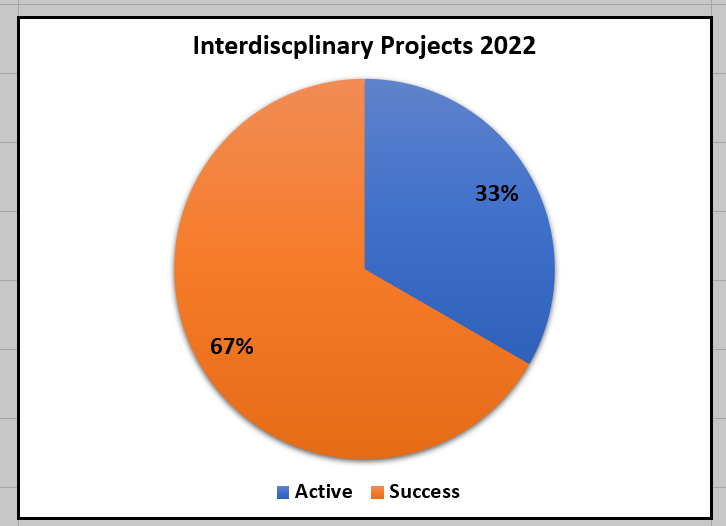 Interdiscplinary Projects 2022
33%
67%
Active Success